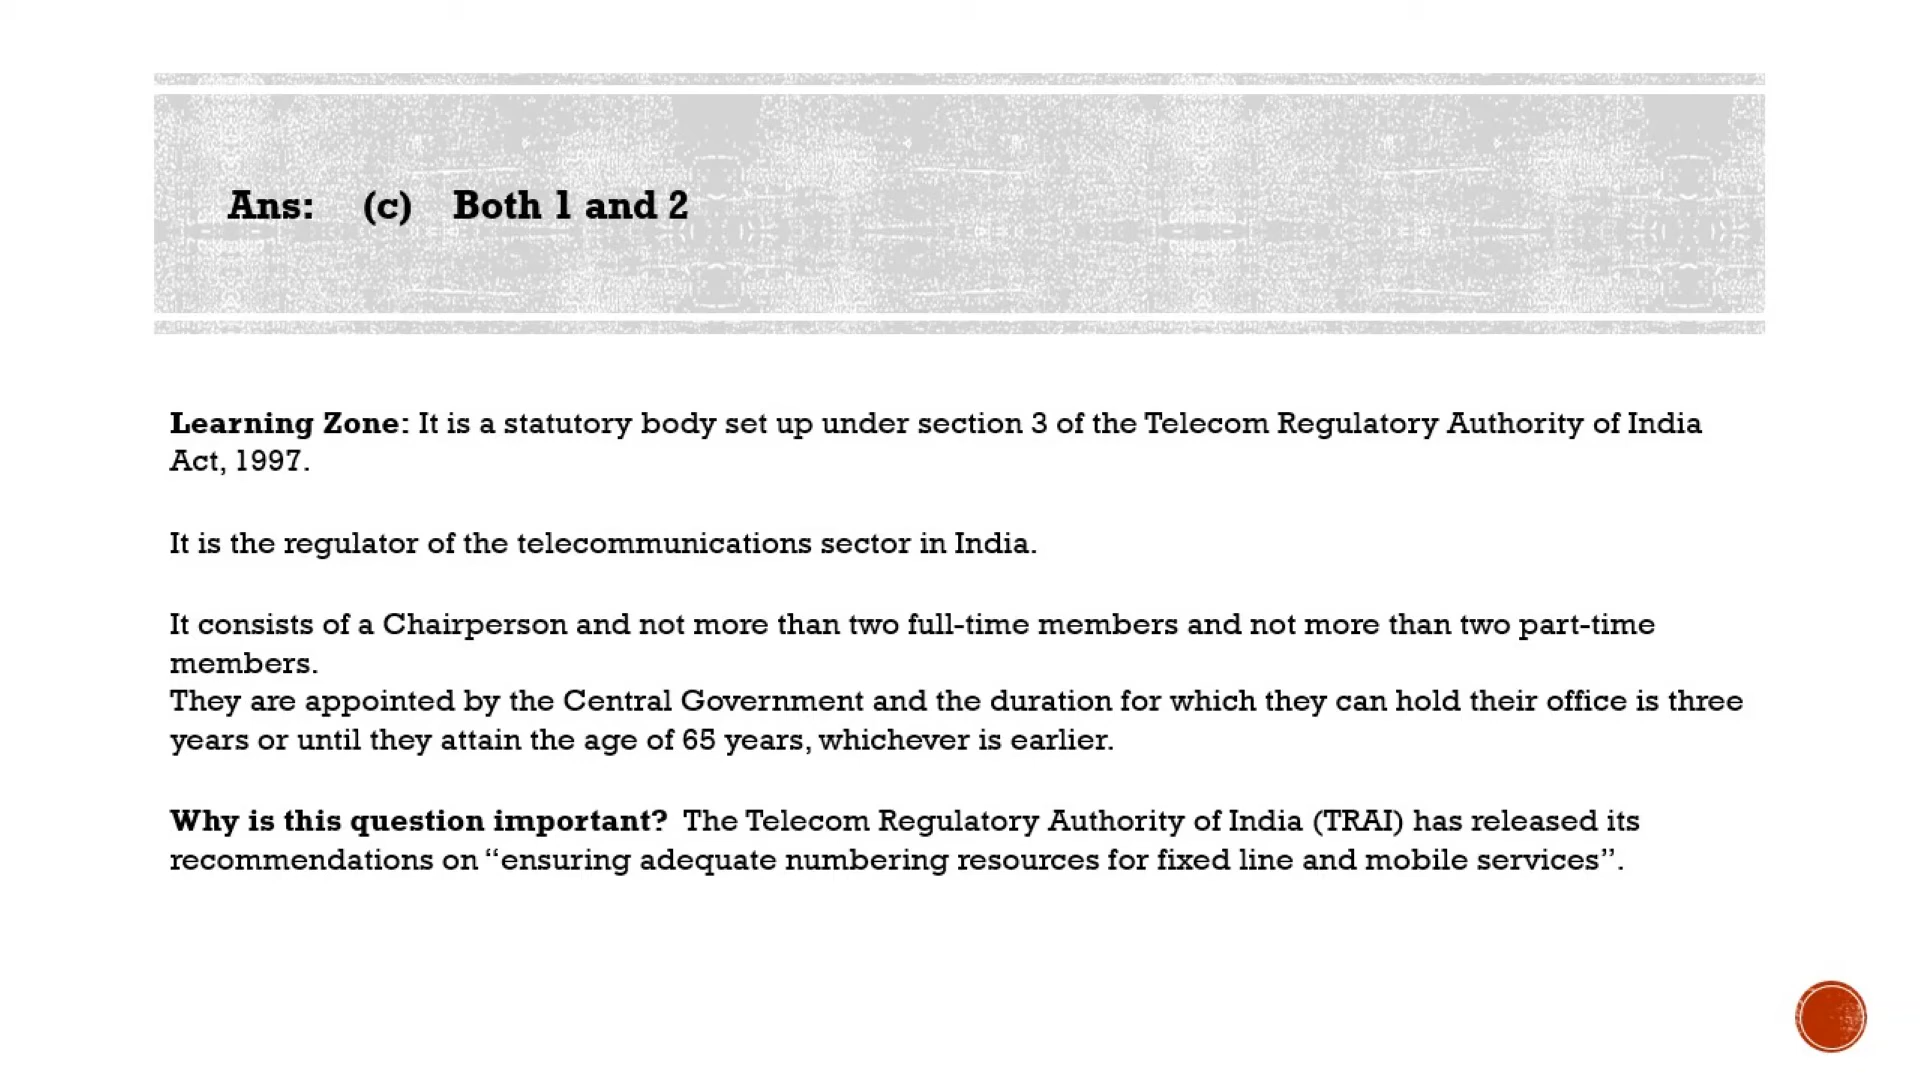 Ans: (c) Both 1 and 2
Learning Zone: It is a statutory body set up under section 3 of the Telecom Regulatory Authority of India
Act, 1997.
It is the regulator of the telecommunications sector in India.
It consists of a Chairperson and not more than two full-time members and not more than two part-time
members.
They are appointed by the Central Government and the duration for which they can hold their office is three
years or until they attain the age of 65 years, whichever is earlier.
Why is this question important? The Telecom Regulatory Authority of India (TRAI) has released its
recommendations on “ensuring adequate numbering resources for fixed line and mobile services”.